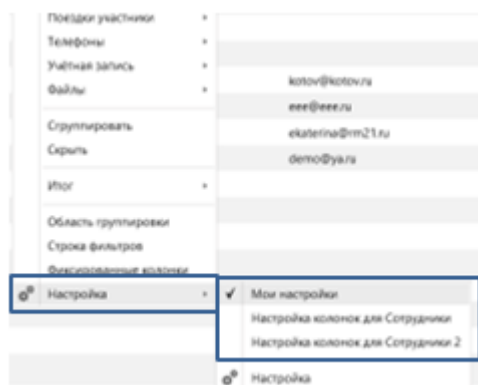 Поездки участники
Телефоны
Учётная запись
Файлы
Сгруппировать
Скрыть
Итог
Область группировки
Строка фильтров
Фиксированные колонки
Настройка
kotov@kotov.ru
eee@eee.ru
ekaterina@rm21.ru
demo@ya.ru
Мои настройки
Настройка колонок для Сотрудники
Настройка колонок для Сотрудники 2
Настройка